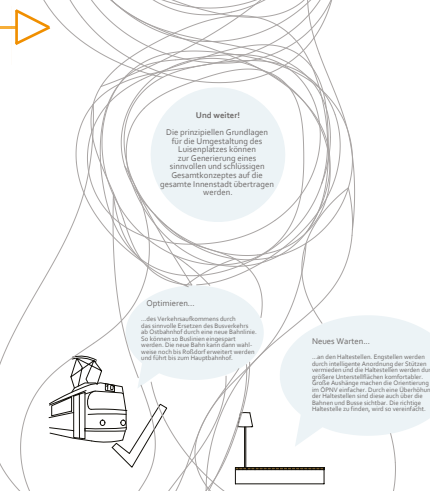 Und weiter!
Die prinzipiellen Grundlagen
für die Umgestaltung des
Luisenplatzes können
zur Generierung eines
sinnvollen und schlüssigen
Gesamtkonzeptes auf die
gesamte Innenstadt übertragen
werden.
Optimieren...
...des Verkehrsaufkommens durch
das sinnvolle Ersetzen des Busverkehrs
ab Ostbahnhof durch eine neue Bahnlinie.
So können so Buslinien eingespart
werden. Die neue Bahn kann dann wahl-
weise noch bis Roßdorf erweitert werden
und führt bis zum Hauptbahnhof.
Neues Warten...
...an den Haltestellen. Engstellen werden
durch intelligente Anordnung der Stützen
vermieden und die Haltestellen werden dur
größere Unterstellflächen komfortabler.
Große Aushänge machen die Orientierung
im ÖPNV einfacher. Durch eine Überhöhun
der Haltestellen sind diese auch über die
Bahnen und Busse sichtbar. Die richtige
Haltestelle zu finden, wird so vereinfacht.